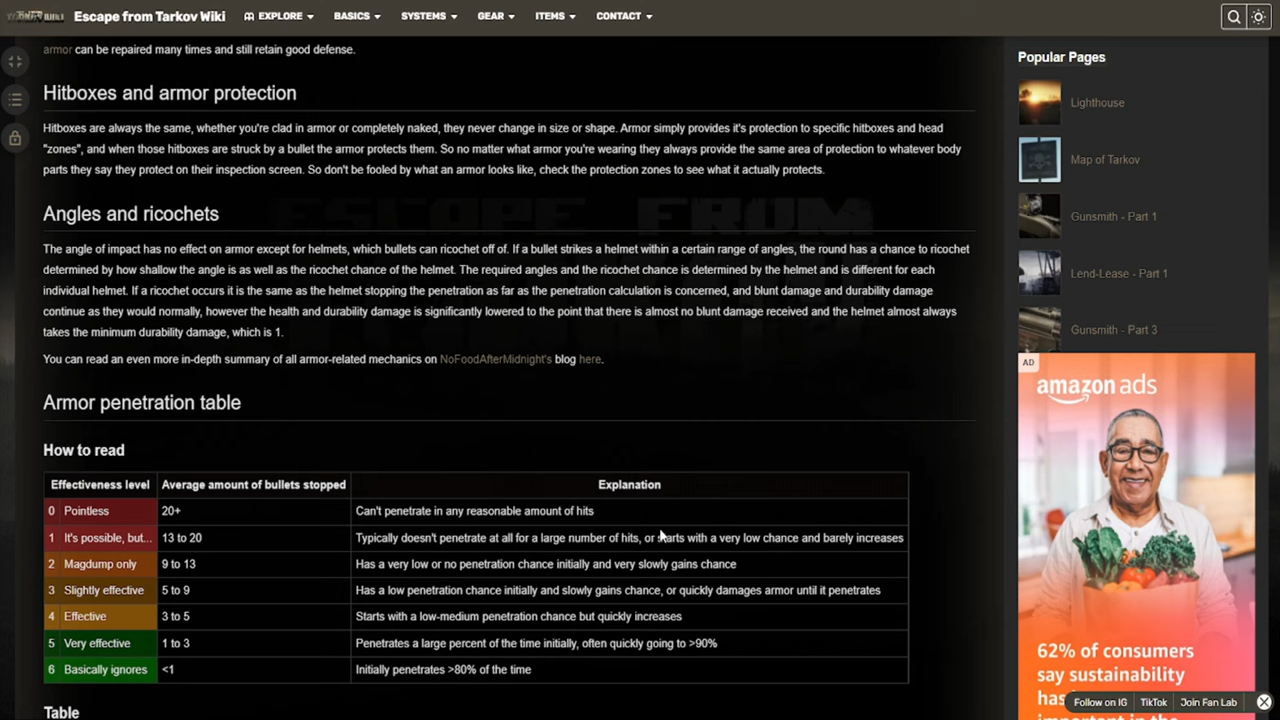 Escape from Tarkov Wiki
EXPLORE
BASICS
SYSTEMS
GEAR
ITEMS
CONTACT
armor can be repaired many times and still retain good defense.
Hitboxes and armor protection
Hitboxes are always the same, whether you're clad in armor or completely naked, they never change in size or shape. Armor simply provides it's protection to specific hitboxes and head
"zones", and when those hitboxes are struck by a bullet the armor protects them. So no matter what armor you're wearing they always provide the same area of protection to whatever body
parts they say they protect on their inspection screen. So don't be fooled by what an armor looks like, check the protection zones to see what it actually protects.
Angles and ricochets
The angle of impact has no effect on armor except for helmets, which bullets can ricochet off of. If a bullet strikes a helmet within a certain range of angles, the round has a chance to ricochet
determined by how shallow the angle is as well as the ricochet chance of the helmet. The required angles and the ricochet chance is determined by the helmet and is different for each
individual helmet. If a ricochet occurs it is the same as the helmet stopping the penetration as far as the penetration calculation is concerned, and blunt damage and durability damage
continue as they would normally, however the health and durability damage is significantly lowered to the point that there is almost no blunt damage received and the helmet almost always
takes the minimum durability damage, which is 1.
You can read an even more in-depth summary of all armor-related mechanics on NoFoodAfterMidnight's blog here.
Armor penetration table
How to read
Effectiveness level Average amount of bullets stopped Explanation
0 Pointless 20+ Can't penetrate in any reasonable amount of hits
1 It's possible, but... 13 to 20 Typically doesn't penetrate at all for a large number of hits, or starts with a very low chance and barely increases
2 Magdump only 9 to 13 Has a very low or no penetration chance initially and very slowly gains chance
3 Slightly effective 5 to 9 Has a low penetration chance initially and slowly gains chance, or quickly damages armor until it penetrates
4 Effective 3 to 5 Starts with a low-medium penetration chance but quickly increases
5 Very effective 1 to 3 Penetrates a large percent of the time initially, often quickly going to >90%
6 Basically ignores <1 Initially penetrates >80% of the time
Table
Popular Pages
Lighthouse
Map of Tarkov
Gunsmith - Part 1
Lend-Lease - Part 1
Gunsmith - Part 3
AD
amazon ads
62% of consumers
say sustainability
has
important in the
Follow on IG
TikTok
Join Fan Lab